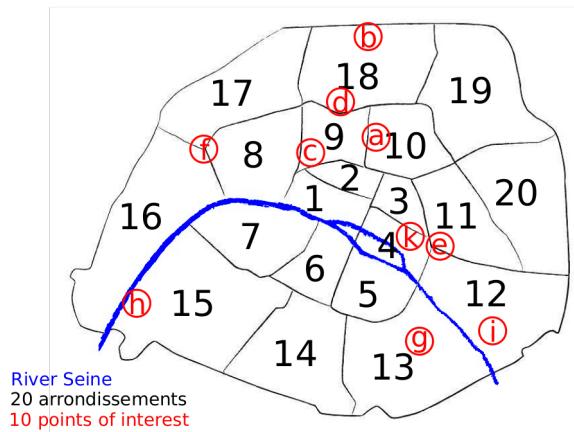 b
18
17
19
d
9
a
10
f
8
c
2
20
1
3
11
16
7
4
k
e
6
12
5
15
h
i
g
14
13
River Seine
20 arrondissements
10 points of interest